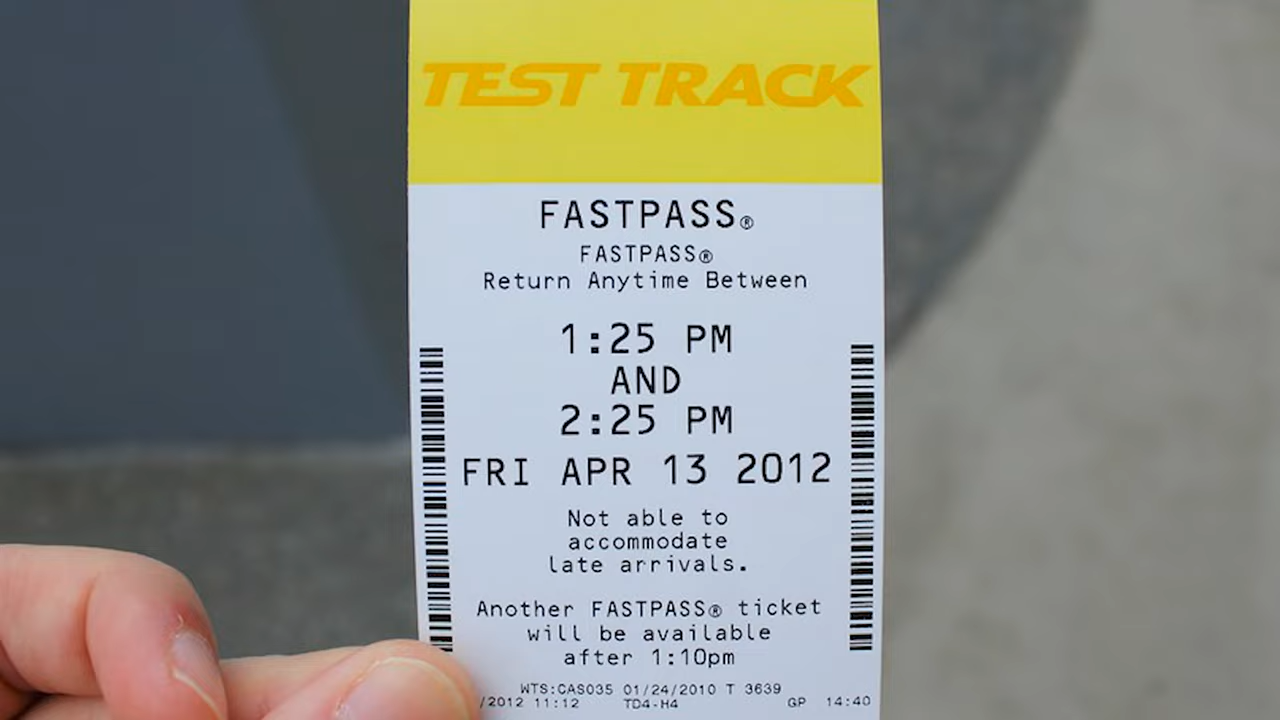 TEST TRACK
FASTPASS®
FASTPASS®
Return Anytime Between
1:25 PM
AND
2:25 PM
FRI APR 13 2012
Not able to
accommodate
late arrivals.
Another FASTPASS® ticket
will be available
after 1:10pm
WTS:CAS035 01/24/2010 T 3639
/2012 11:12 TD4-H4 GP 14:40